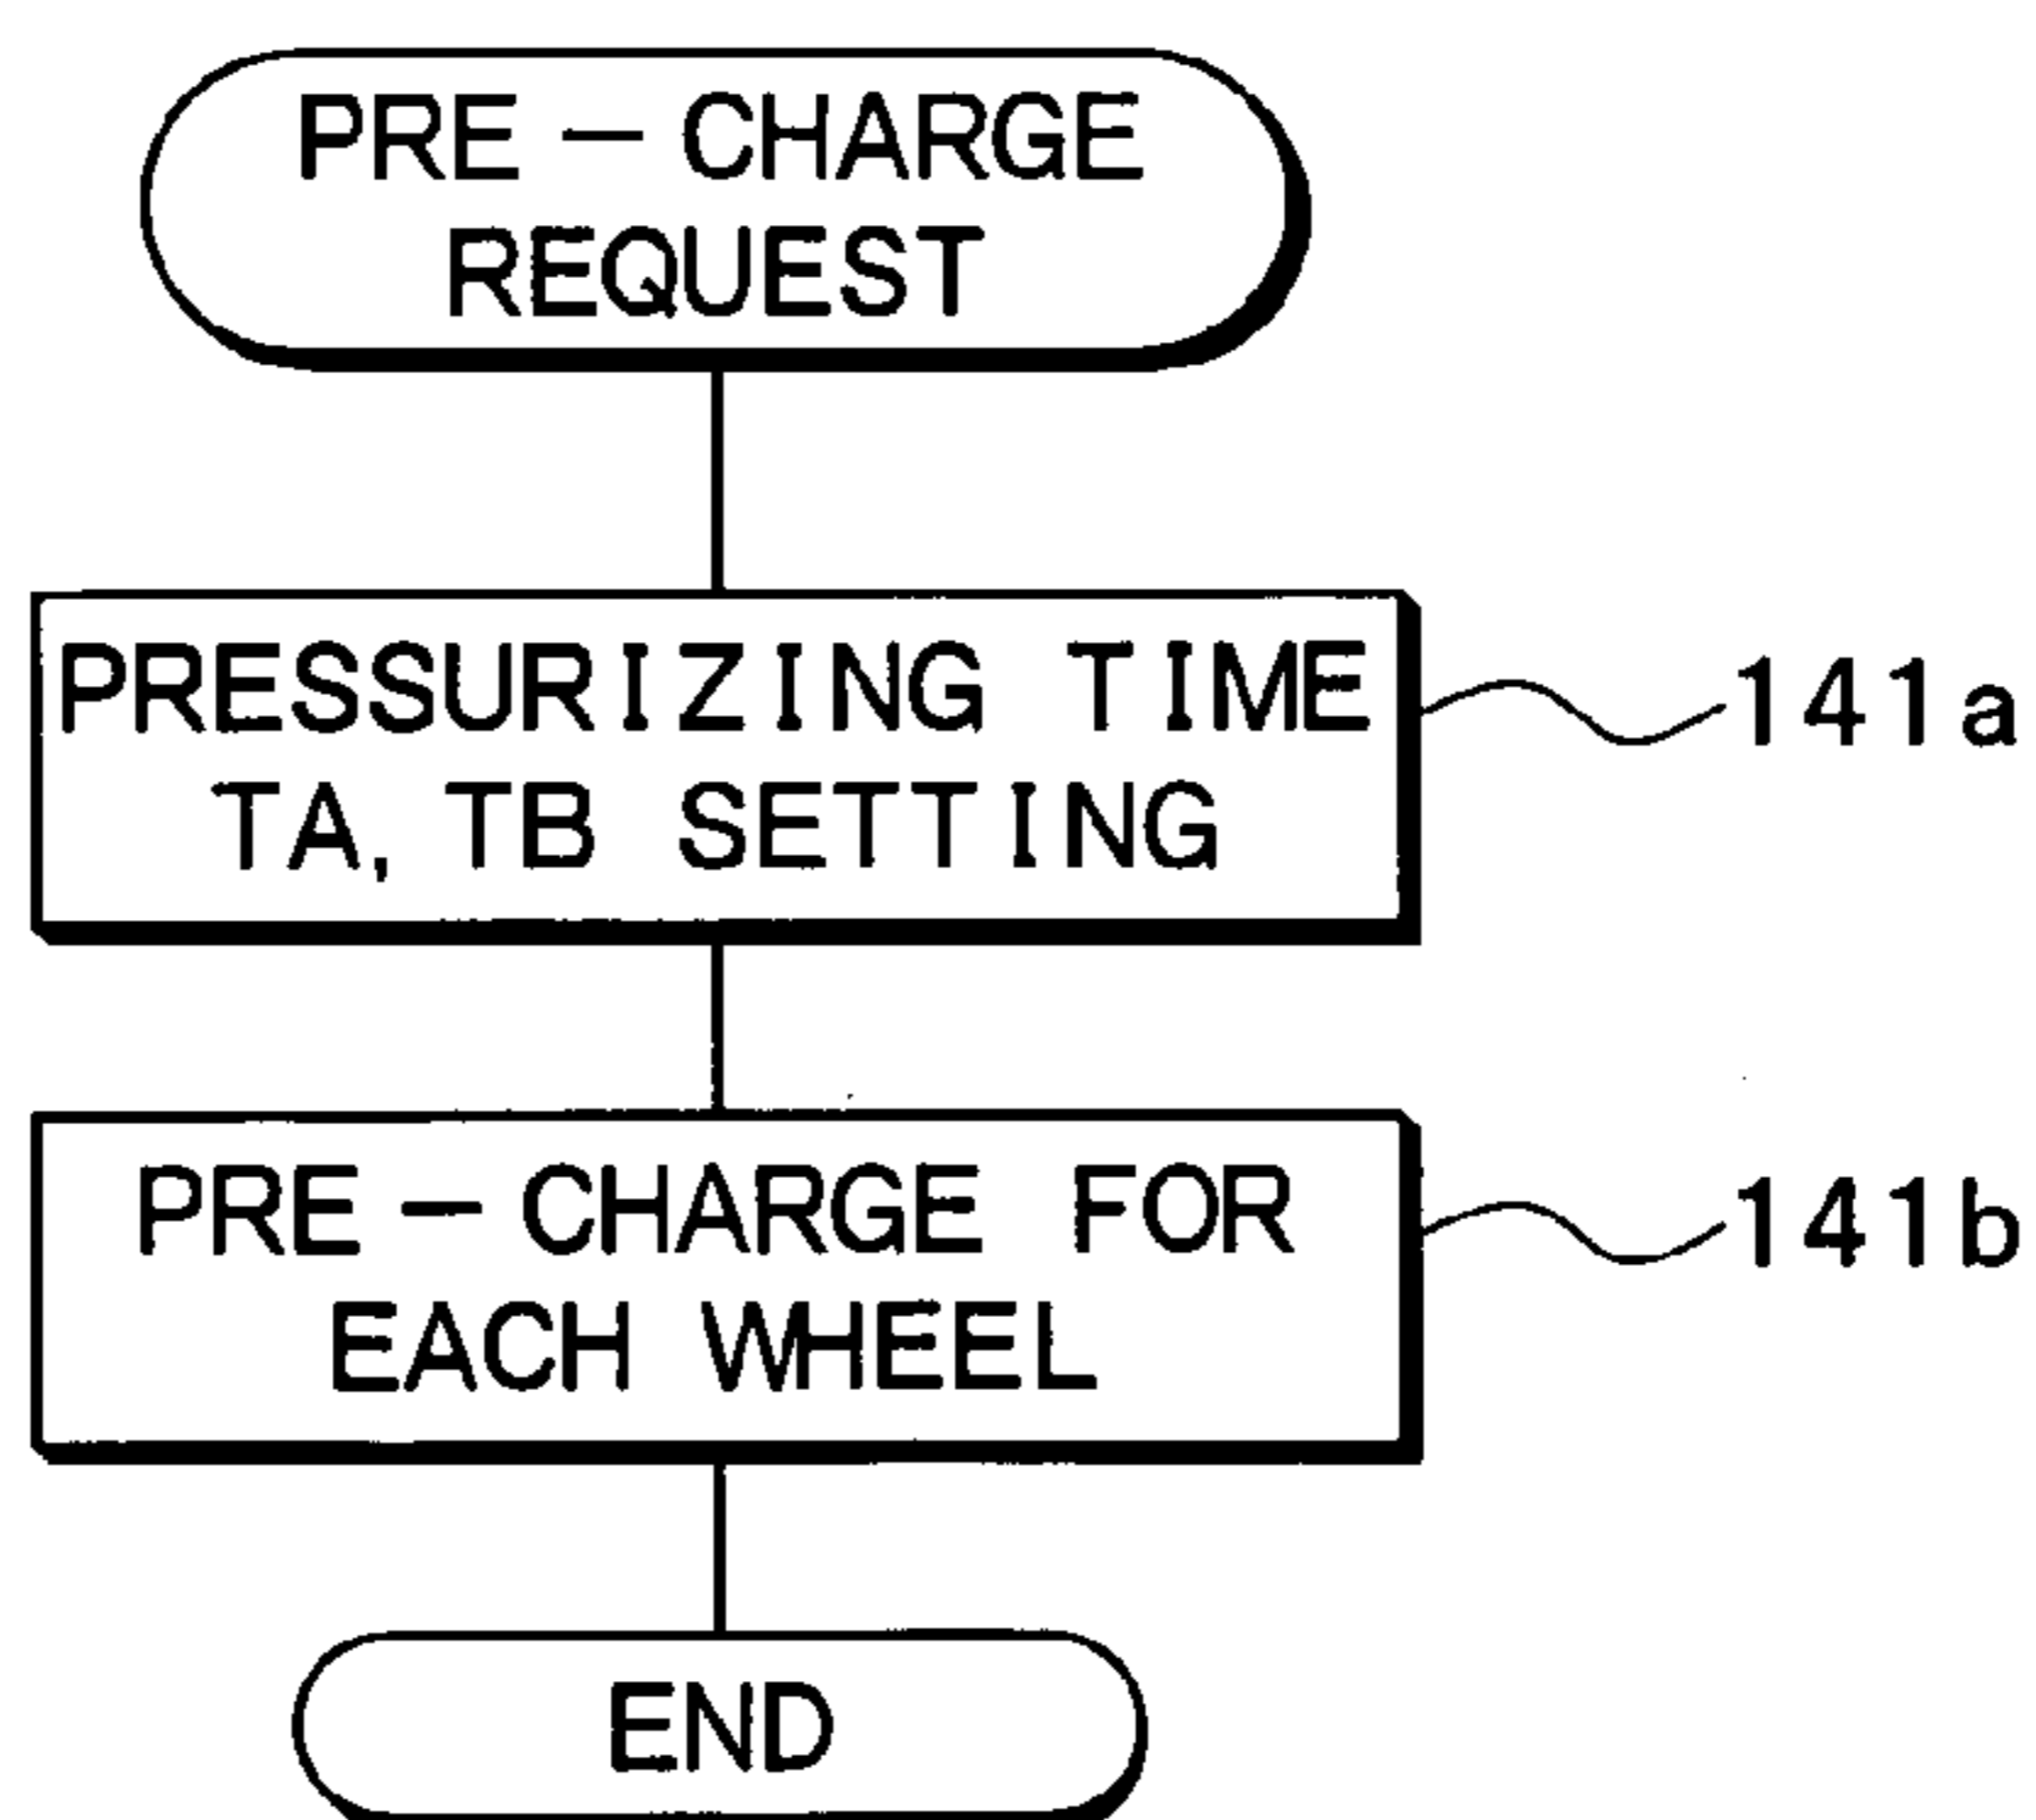 PRE-CHARGE
REQUEST
PRESSURIZING TIME
TA, TB SETTING
141a
PRE-CHARGE FOR
EACH WHEEL
141b
END